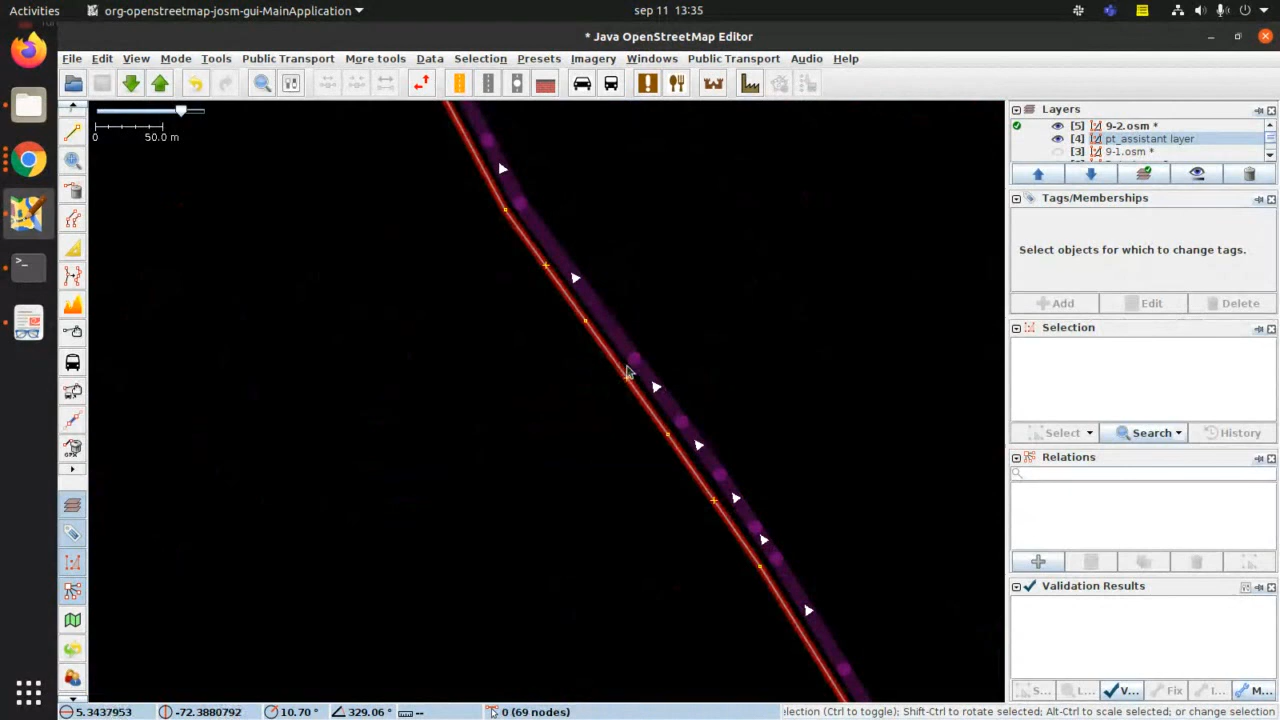 Activities org-openstreetmap-josm-gui-MainApplication sep 11 13:35
* Java OpenStreetMap Editor
File Edit View Mode Tools Public Transport More tools Data Selection Presets Imagery Windows Public Transport Audio Help
0 50.0 m
Layers
[5] 9-2.osm *
[4] pt_assistant layer
[3] 9-1.osm *
Tags/Memberships
Select objects for which to change tags.
Add Edit Delete
Selection
Select Search History
Relations
Validation Results
S... L... V... Fix T... M...
5.3437953 -72.3880792 10.70 ° 329.06 ° -- (69 nodes) election (Ctrl to toggle); Shift-Ctrl to rotate selected; Alt-Ctrl to scale selected; or change selection